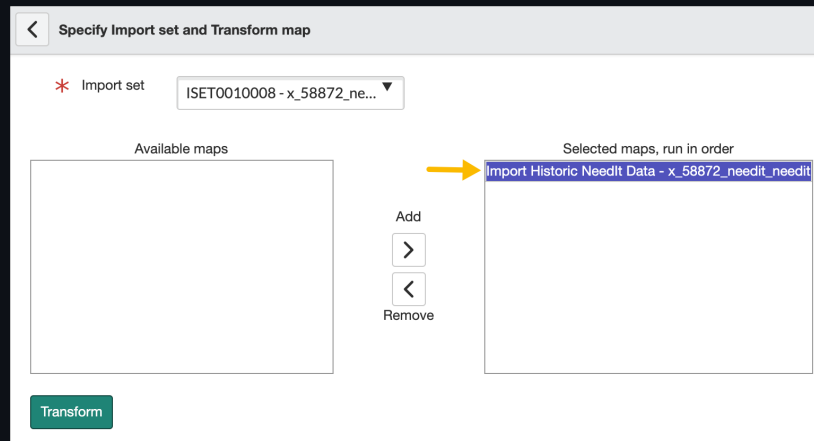 Specify Import set and Transform map
Import set
ISET0010008 - x_58872_ne...
Available maps
Selected maps, run in order
Import Historic NeedIt Data - x_58872_needit_needit
Add
Remove
Transform